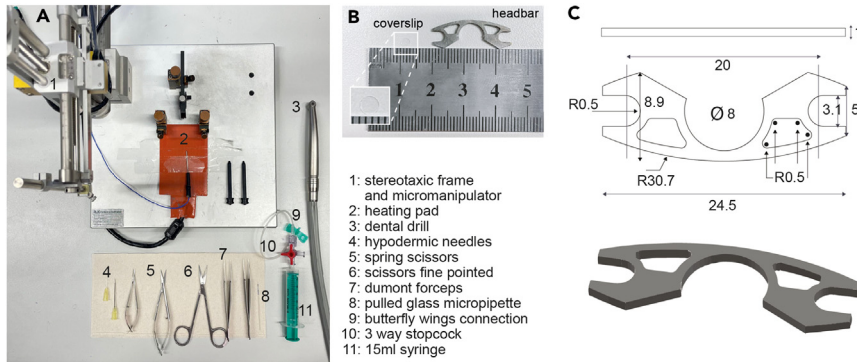 A
1
2
3
4
5
6
7
8
9
10
11
B
coverslip
headbar
1 2 3 4 5
1: stereotaxic frame
and micromanipulator
2: heating pad
3: dental drill
4: hypodermic needles
5: spring scissors
6: scissors fine pointed
7: dumont forceps
8: pulled glass micropipette
9: butterfly wings connection
10: 3 way stopcock
11: 15ml syringe
C
1
20
R0.5
8.9
Ø 8
3.1
5
R0.5
R30.7
24.5